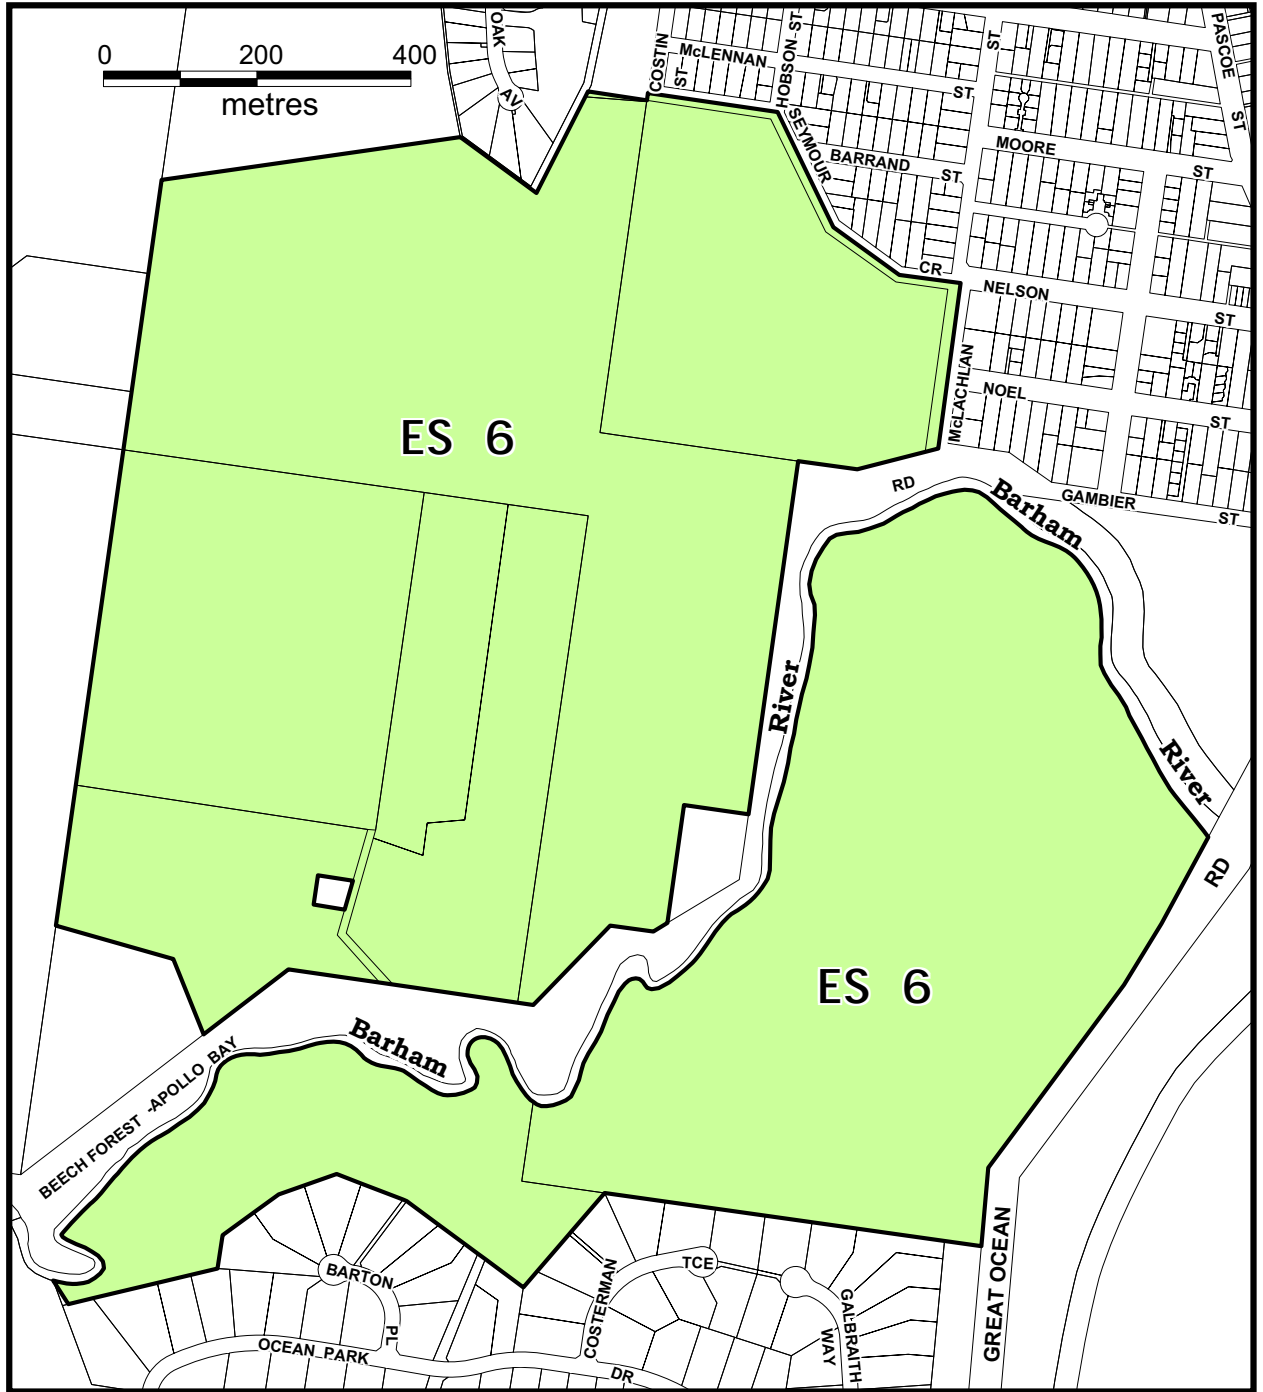 0 200 400
metres
OAK
AV
COSTIN
ST
McLENNAN
ST
HOBSON ST
ST
PASCOE
ST
SEYMOUR
CR
BARRAND
ST
MOORE
ST
NELSON
ST
McLACHLAN
NOEL
ST
GAMBIER
ST
RD
Barham
River
ES 6
River
RD
ES 6
Barham
BEECH FOREST -APOLLO BAY
BARTON
PL
OCEAN PARK
DR
COSTERMAN
TCE
GALBRAITH
WAY
GREAT OCEAN